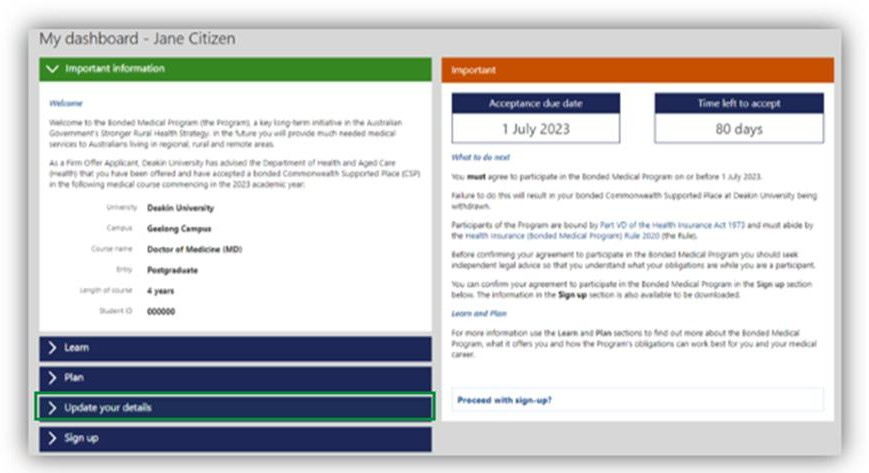 My dashboard - Jane Citizen
Important information
Welcome
Welcome to the Bonded Medical Program (the Program), a key long-term initiative in the Australian
Government's Stronger Rural Health Strategy. In the future you will provide much needed medical
services to Australians living in regional, rural and remote areas.
As a Firm Offer Applicant, Deakin University has advised the Department of Health and Aged Care
(Health) that you have been offered and have accepted a bonded Commonwealth Supported Place (CSP)
in the following medical course commencing in the 2023 academic year:
University Deakin University
Campus Geelong Campus
Course name Doctor of Medicine (MD)
Entry Postgraduate
Length of course 4 years
Student ID 000000
Learn
Plan
Update your details
Sign up
Important
Acceptance due date
1 July 2023
Time left to accept
80 days
What to do next
You must agree to participate in the Bonded Medical Program on or before 1 July 2023.
Failure to do this will result in your bonded Commonwealth Supported Place at Deakin University being
withdrawn.
Participants of the Program are bound by Part VD of the Health Insurance Act 1973 and must abide by
the Health Insurance (Bonded Medical Program) Rule 2020 (the Rule).
Before confirming your agreement to participate in the Bonded Medical Program you should seek
independent legal advice so that you understand what your obligations are while you are a participant.
You can confirm your agreement to participate in the Bonded Medical Program in the Sign up section
below. The information in the Sign up section is also available to be downloaded.
Learn and Plan
For more information use the Learn and Plan sections to find out more about the Bonded Medical
Program, what it offers you and how the Program's obligations can work best for you and your medical
career.
Proceed with sign-up?